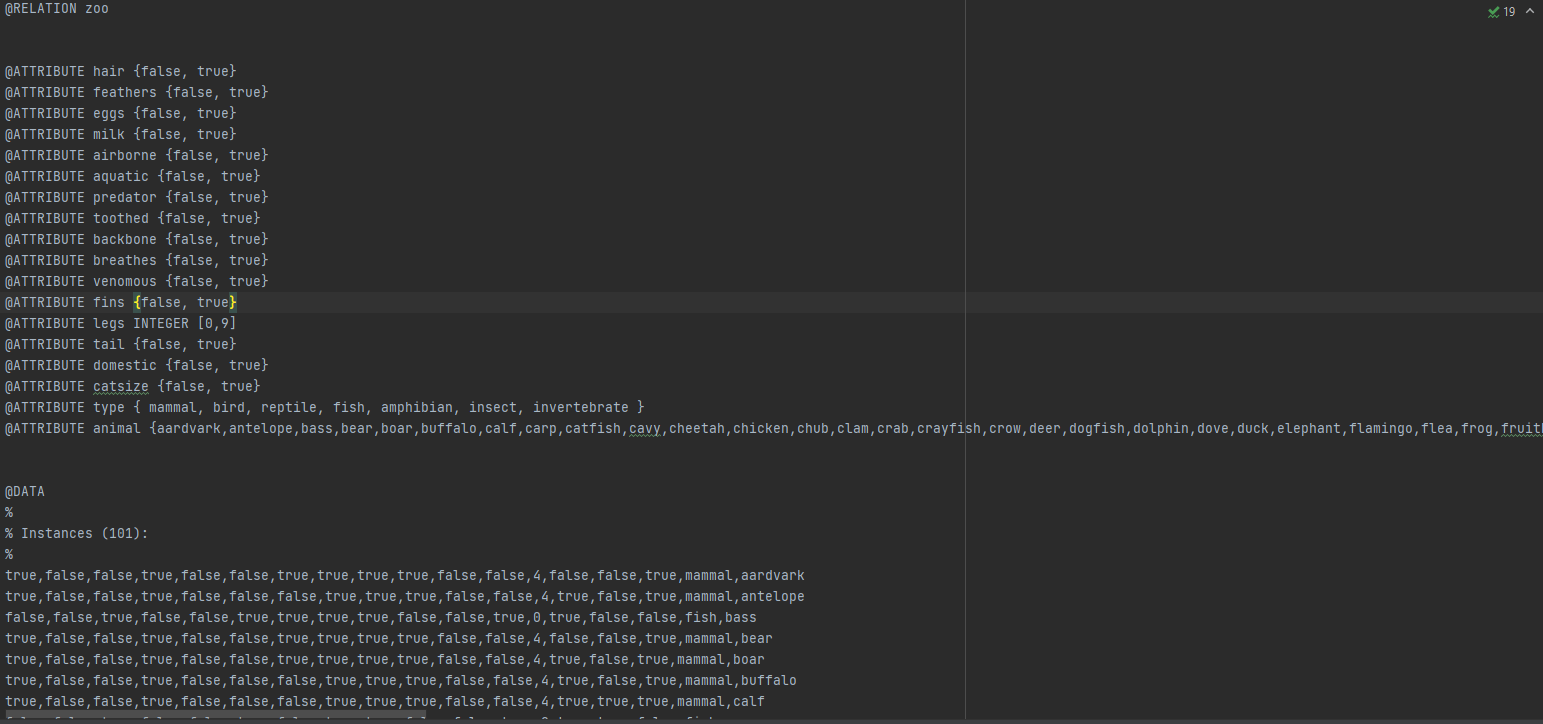 @RELATION zoo
19
@ATTRIBUTE hair {false, true}
@ATTRIBUTE feathers {false, true}
@ATTRIBUTE eggs {false, true}
@ATTRIBUTE milk {false, true}
@ATTRIBUTE airborne {false, true}
@ATTRIBUTE aquatic {false, true}
@ATTRIBUTE predator {false, true}
@ATTRIBUTE toothed {false, true}
@ATTRIBUTE backbone {false, true}
@ATTRIBUTE breathes {false, true}
@ATTRIBUTE venomous {false, true}
@ATTRIBUTE fins {false, true}
@ATTRIBUTE legs INTEGER [0,9]
@ATTRIBUTE tail {false, true}
@ATTRIBUTE domestic {false, true}
@ATTRIBUTE catsize {false, true}
@ATTRIBUTE type { mammal, bird, reptile, fish, amphibian, insect, invertebrate }
@ATTRIBUTE animal {aardvark,antelope,bass,bear,boar,buffalo,calf,carp,catfish,cavy,cheetah,chicken,chub,clam,crab,crayfish,crow,deer,dogfish,dolphin,dove,duck,elephant,flamingo,flea,frog,
@DATA
%
% Instances (101):
%
true,false,false,true,false,false,true,true,true,true,false,false,4,false,false,true,mammal,aardvark
true,false,false,true,false,false,false,true,true,true,false,false,4,true,false,true,mammal,antelope
false,false,true,false,false,true,true,true,true,false,false,true,0,true,false,false,fish,bass
true,false,false,true,false,false,true,true,true,true,false,false,4,false,false,true,mammal,bear
true,false,false,true,false,false,true,true,true,true,false,false,4,true,false,true,mammal,boar
true,false,false,true,false,false,false,true,true,true,false,false,4,true,false,true,mammal,buffalo
true,false,false,true,false,false,false,true,true,true,false,false,4,true,true,true,mammal,calf